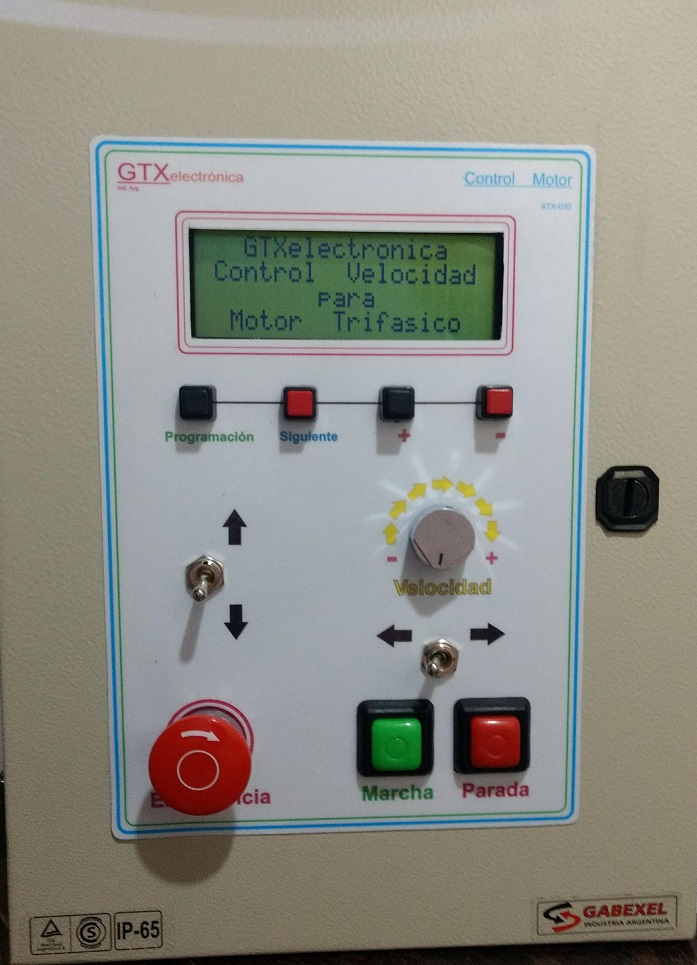 GTXelectrónica
Ind. Arg.
Control Motor
GTX-030
GTXelectronica
Control Velocidad
para
Motor Trifasico
Programación
Siguiente
+
-
- +
Velocidad
Marcha
Parada
IP-65
GABEXEL
INDUSTRIA ARGENTINA